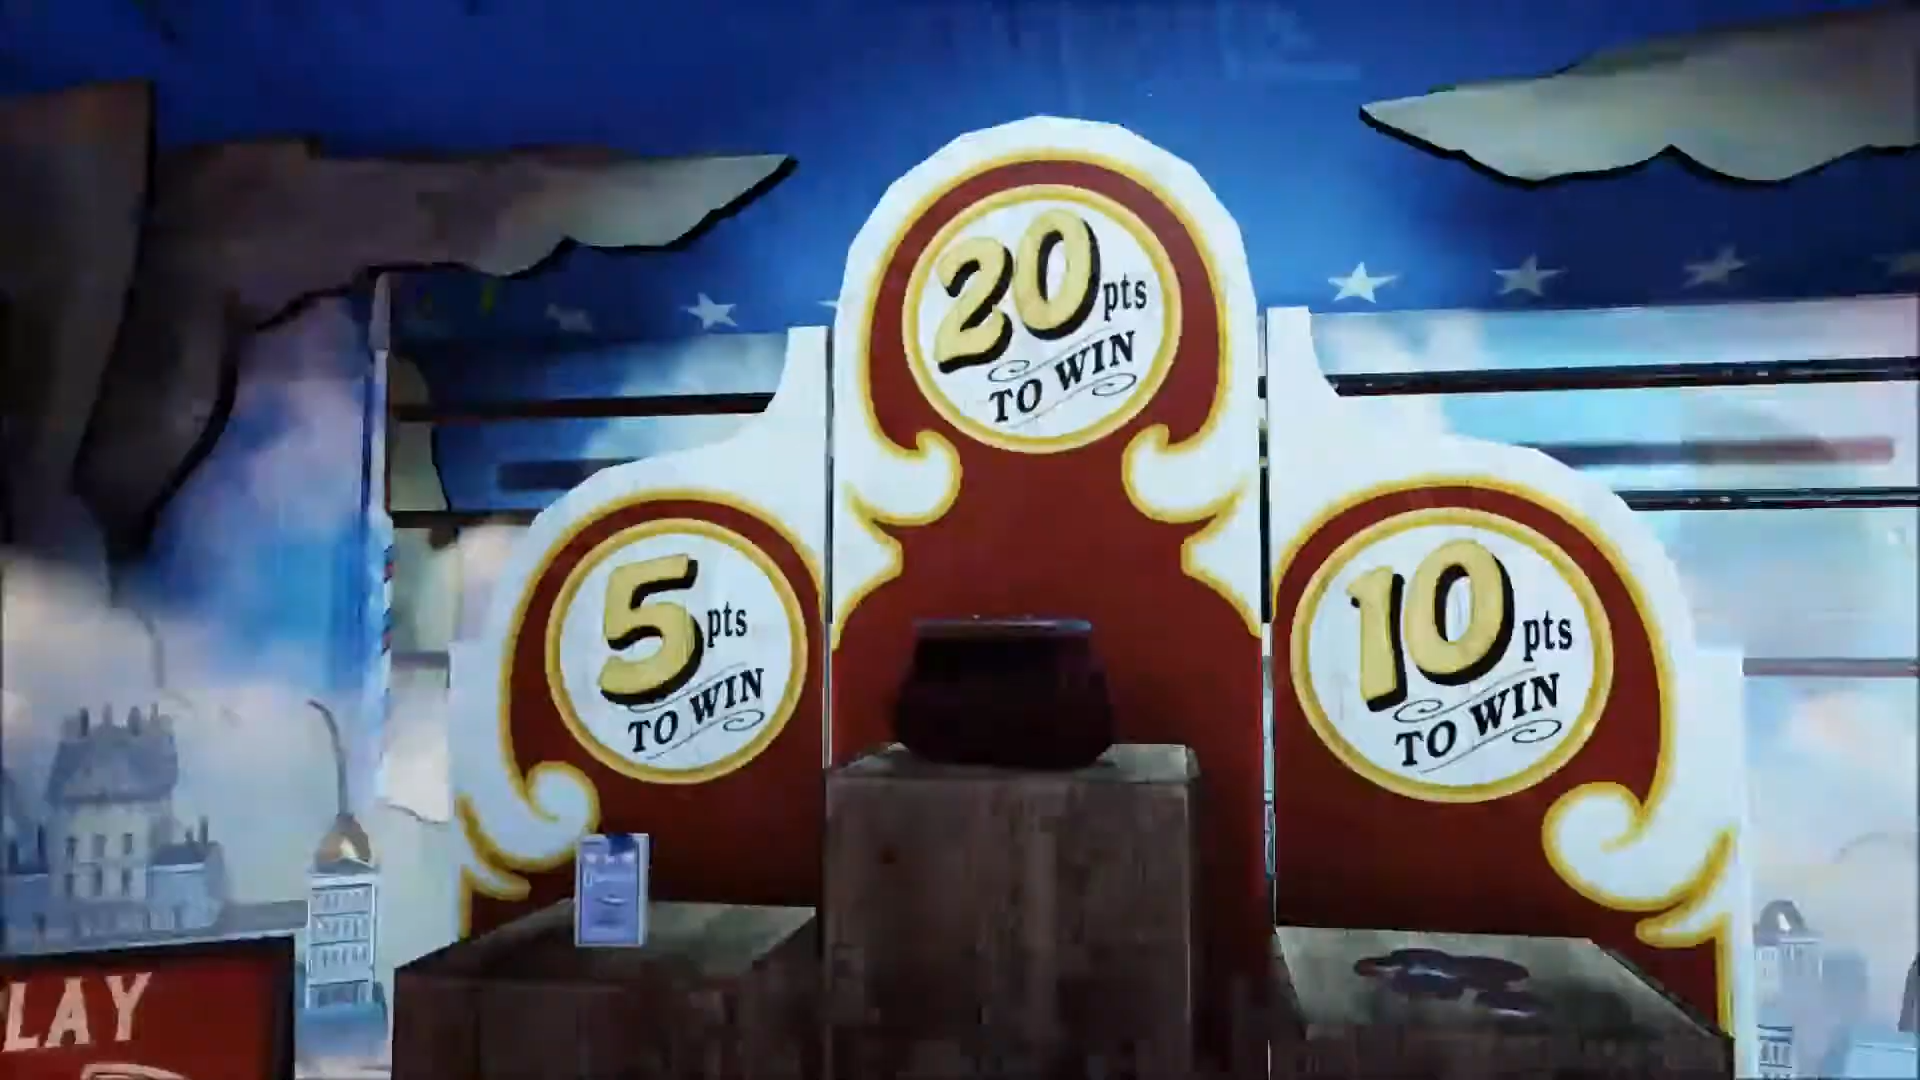 20 pts
TO WIN
5 pts
TO WIN
10 pts
TO WIN
LAY